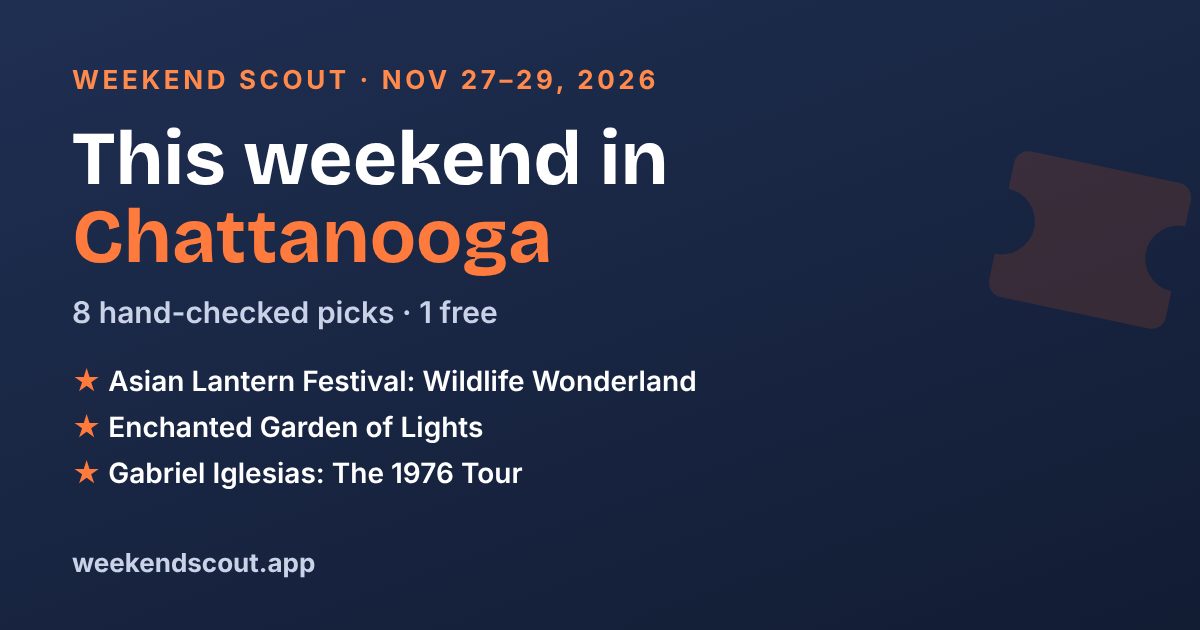 WEEKEND SCOUT · NOV 27–29, 2026
This weekend in
Chattanooga
8 hand-checked picks · 1 free
★ Asian Lantern Festival: Wildlife Wonderland
★ Enchanted Garden of Lights
★ Gabriel Iglesias: The 1976 Tour
weekendscout.app